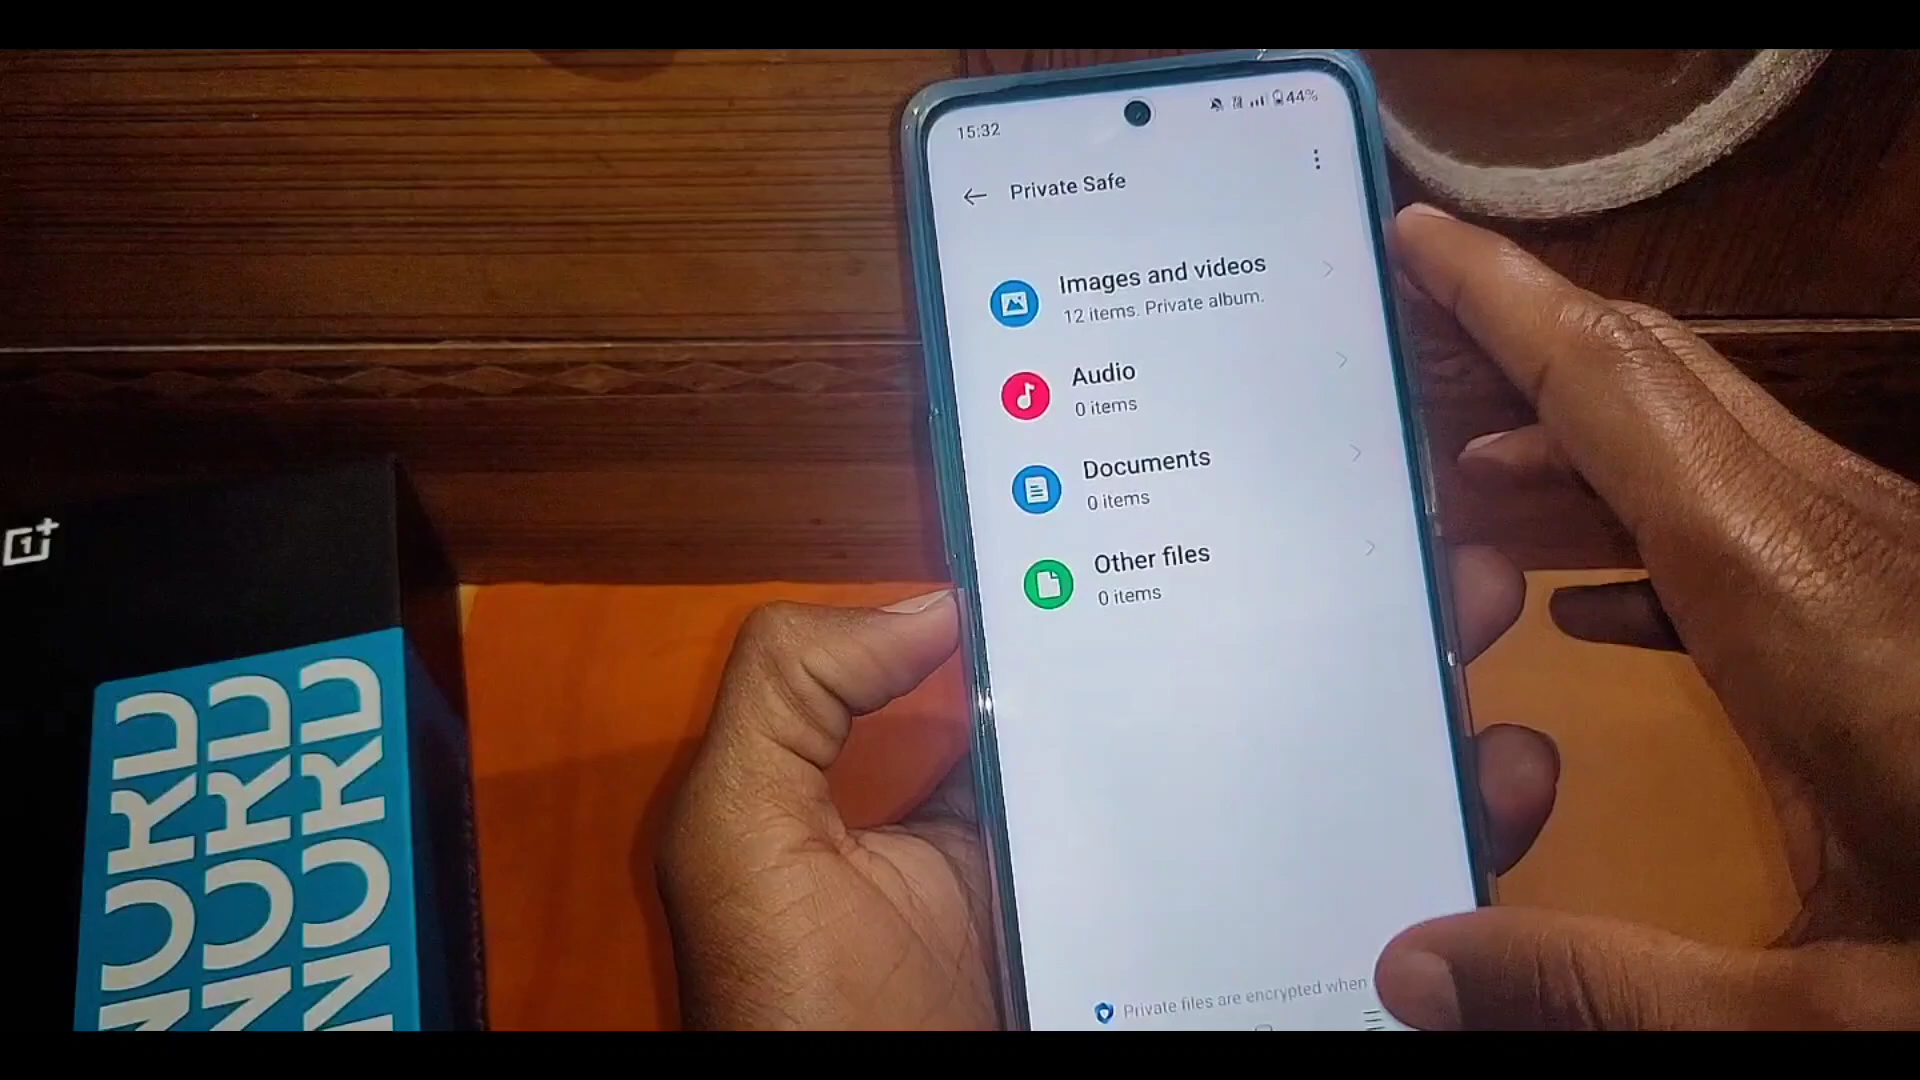 15:32
44%
Private Safe
Images and videos
12 items. Private album.
Audio
0 items
Documents
0 items
Other files
0 items
Private files are encrypted when
1+
NORD
NORD
NORD